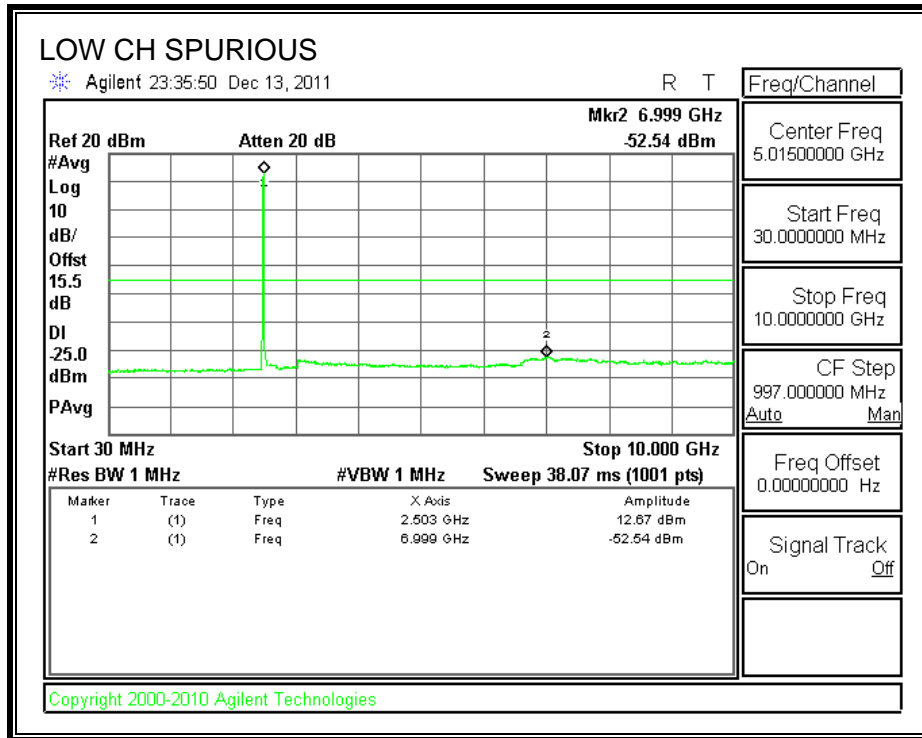 LOW CH SPURIOUS
Agilent 23:35:50 Dec 13, 2011 R T
Mkr2 6.999 GHz
Ref 20 dBm Atten 20 dB -52.54 dBm
#Avg
Log
10
dB/
Offst
15.5
dB
DI
-25.0
dBm
PAvg
1
2
Start 30 MHz Stop 10.000 GHz
#Res BW 1 MHz #VBW 1 MHz Sweep 38.07 ms (1001 pts)
Marker Trace Type X Axis Amplitude
1 (1) Freq 2.503 GHz 12.67 dBm
2 (1) Freq 6.999 GHz -52.54 dBm
Freq/Channel
Center Freq
5.01500000 GHz
Start Freq
30.0000000 MHz
Stop Freq
10.0000000 GHz
CF Step
997.000000 MHz
Auto Man
Freq Offset
0.00000000 Hz
Signal Track
On Off
Copyright 2000-2010 Agilent Technologies